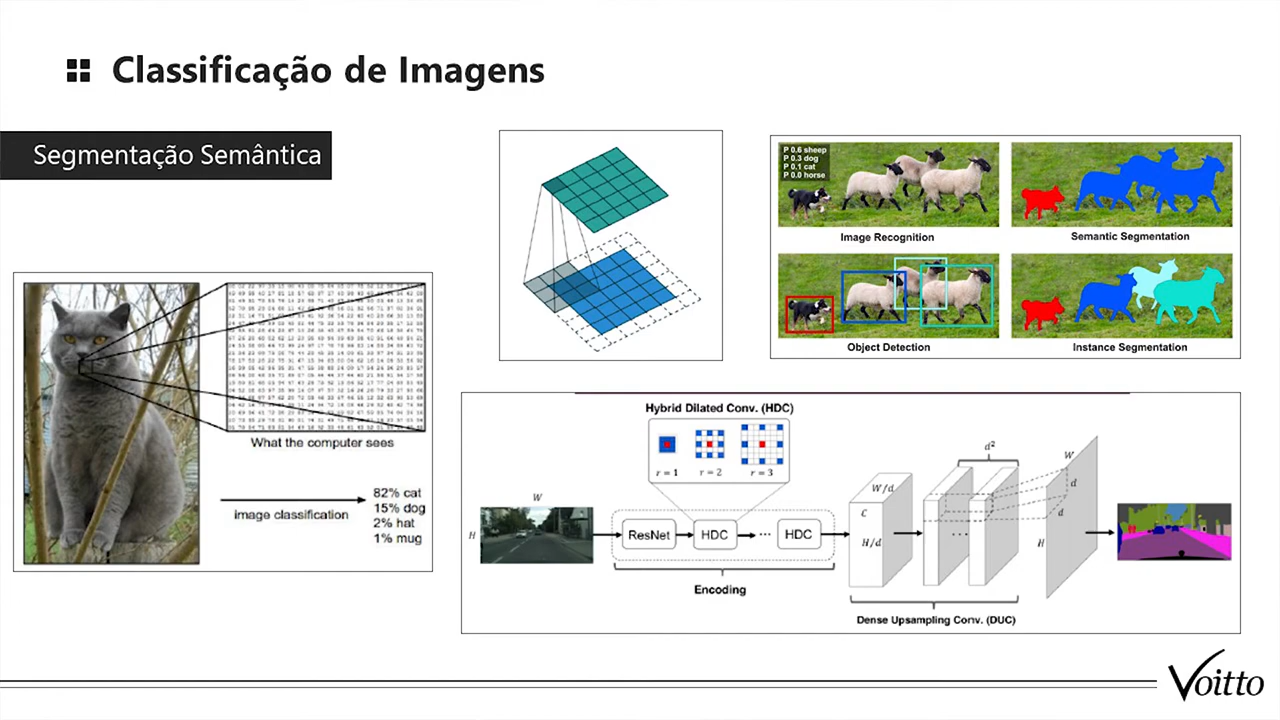 Classificação de Imagens
Segmentação Semântica
What the computer sees
image classification
82% cat
15% dog
2% hat
1% mug
P 0.6 sheep
P 0.3 dog
P 0.1 cat
P 0.0 horse
Image Recognition
Semantic Segmentation
Object Detection
Instance Segmentation
Hybrid Dilated Conv. (HDC)
r = 1
r = 2
r = 3
W
H
ResNet
HDC
...
HDC
Encoding
W/d
C
H/d
...
d²
W
d
d
H
Dense Upsampling Conv. (DUC)
Voitto